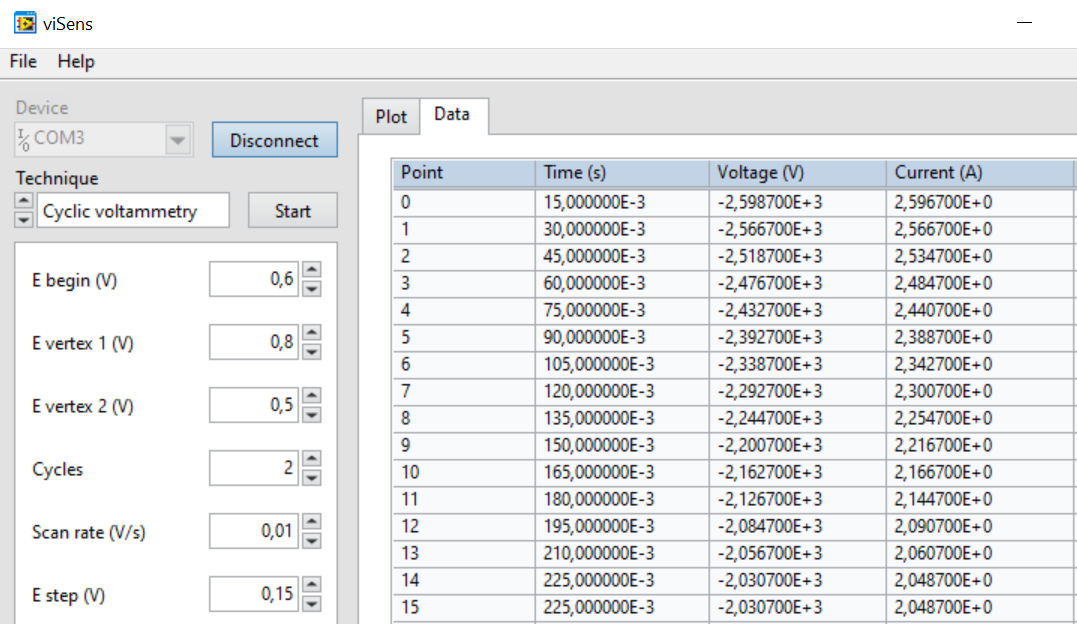 viSens
File Help
Device
COM3
Disconnect
Technique
Cyclic voltammetry
Start
E begin (V) 0,6
E vertex 1 (V) 0,8
E vertex 2 (V) 0,5
Cycles 2
Scan rate (V/s) 0,01
E step (V) 0,15
Plot Data
Point Time (s) Voltage (V) Current (A)
0 15,000000E-3 -2,598700E+3 2,596700E+0
1 30,000000E-3 -2,566700E+3 2,566700E+0
2 45,000000E-3 -2,518700E+3 2,534700E+0
3 60,000000E-3 -2,476700E+3 2,484700E+0
4 75,000000E-3 -2,432700E+3 2,440700E+0
5 90,000000E-3 -2,392700E+3 2,388700E+0
6 105,000000E-3 -2,338700E+3 2,342700E+0
7 120,000000E-3 -2,292700E+3 2,300700E+0
8 135,000000E-3 -2,244700E+3 2,254700E+0
9 150,000000E-3 -2,200700E+3 2,216700E+0
10 165,000000E-3 -2,162700E+3 2,166700E+0
11 180,000000E-3 -2,126700E+3 2,144700E+0
12 195,000000E-3 -2,084700E+3 2,090700E+0
13 210,000000E-3 -2,056700E+3 2,060700E+0
14 225,000000E-3 -2,030700E+3 2,048700E+0
15 225,000000E-3 -2,030700E+3 2,048700E+0